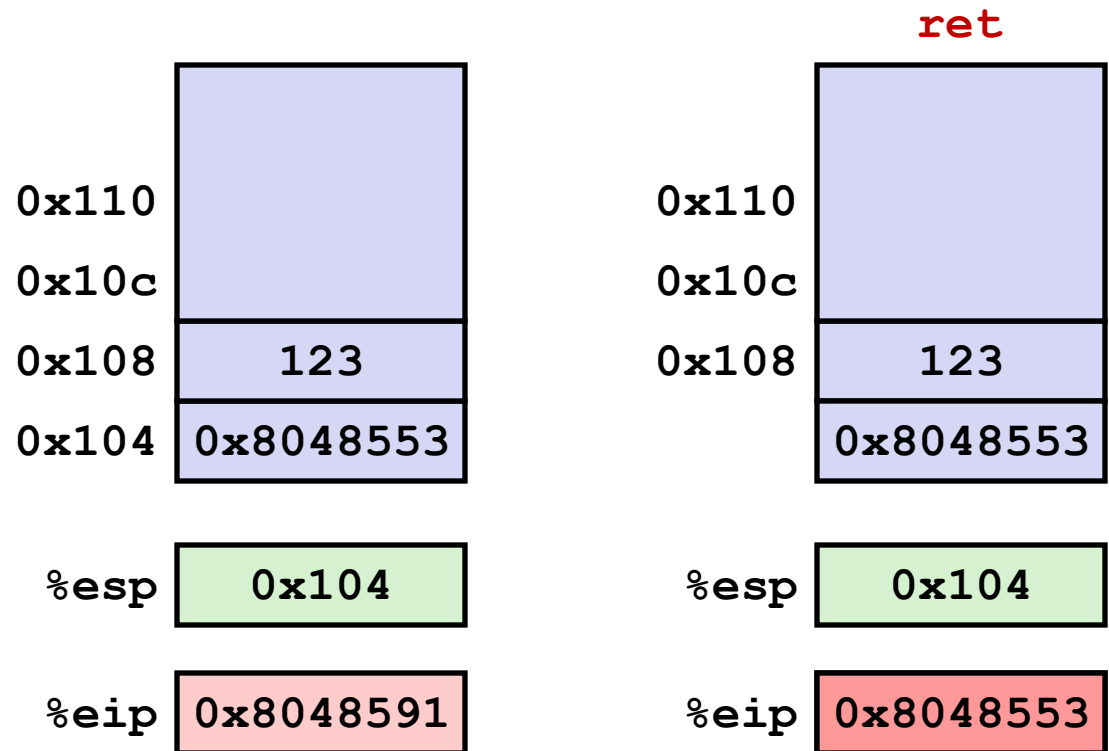 ret
0x110 0x110
0x10c 0x10c
0x108 123 0x108 123
0x104 0x8048553 0x8048553
%esp 0x104 %esp 0x104
%eip 0x8048591 %eip 0x8048553